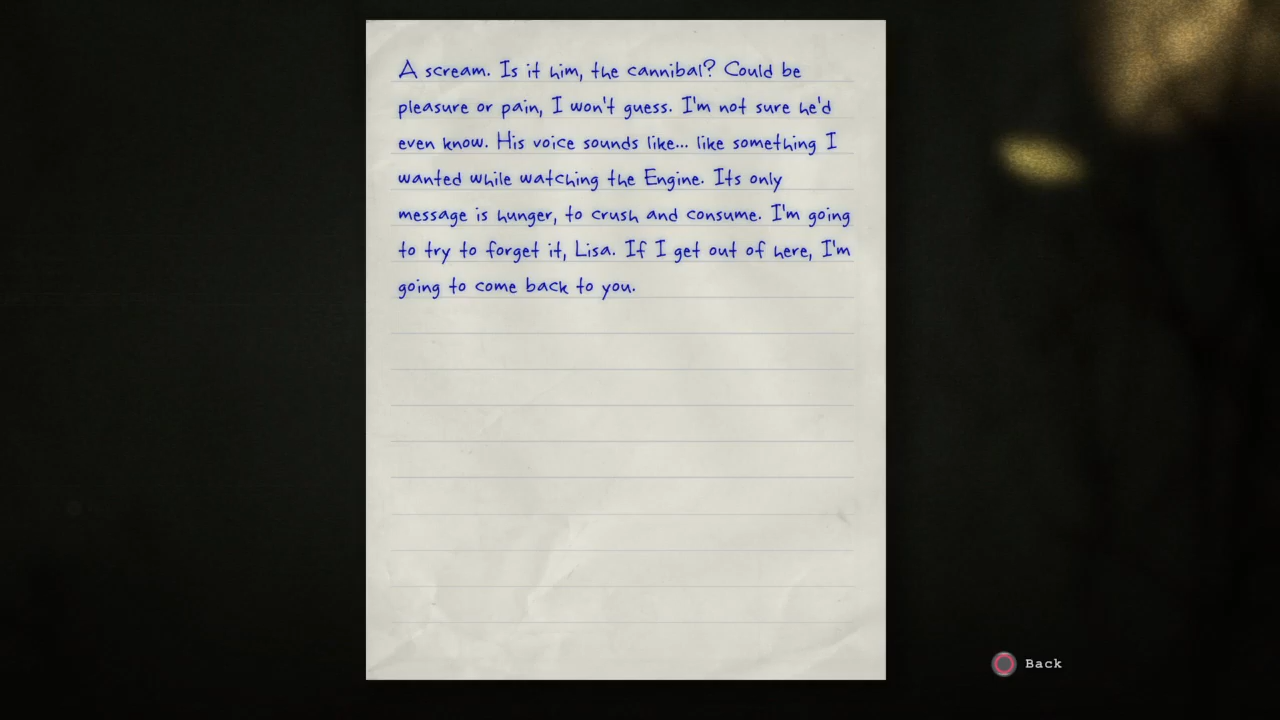 A scream. Is it him, the cannibal? Could be
pleasure or pain, I won't guess. I'm not sure he'd
even know. His voice sounds like... like something I
wanted while watching the Engine. Its only
message is hunger, to crush and consume. I'm going
to try to forget it, Lisa. If I get out of here, I'm
going to come back to you.
Back